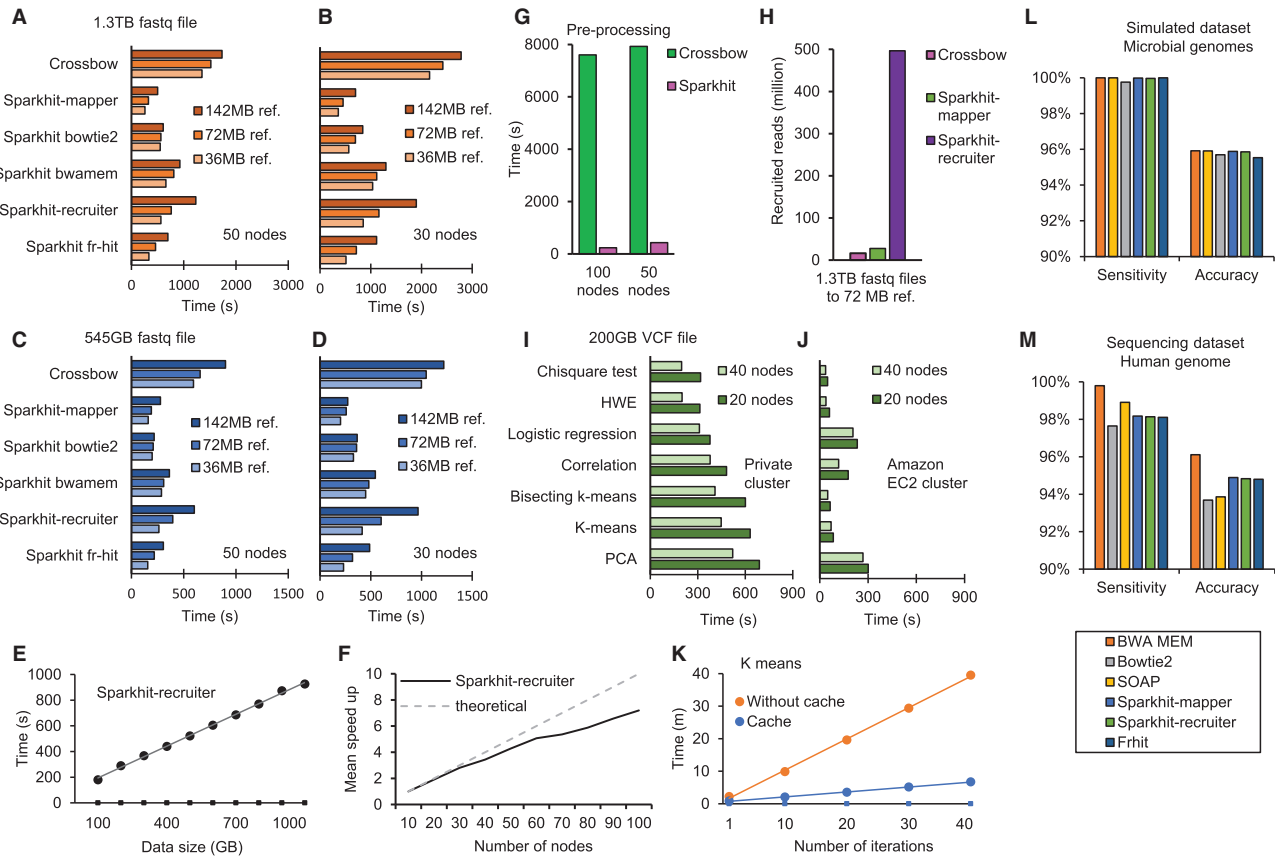 A
1.3TB fastq file
Crossbow
Sparkhit-mapper
Sparkhit bowtie2
Sparkhit bwamem
Sparkhit-recruiter
Sparkhit fr-hit
142MB ref.
72MB ref.
36MB ref.
50 nodes
0 1000 2000 3000
Time (s)
B
142MB ref.
72MB ref.
36MB ref.
30 nodes
0 1000 2000 3000
Time (s)
G
Pre-processing
8000
6000
4000
2000
0
Time (s)
Crossbow
Sparkhit
100 50
nodes nodes
H
500
400
300
200
100
0
Recruited reads (million)
Crossbow
Sparkhit-
mapper
Sparkhit-
recruiter
1.3TB fastq files
to 72 MB ref.
L
Simulated dataset
Microbial genomes
100%
98%
96%
94%
92%
90%
Sensitivity Accuracy
C
545GB fastq file
Crossbow
Sparkhit-mapper
Sparkhit bowtie2
Sparkhit bwamem
Sparkhit-recruiter
Sparkhit fr-hit
142MB ref.
72MB ref.
36MB ref.
50 nodes
0 500 1000 1500
Time (s)
D
142MB ref.
72MB ref.
36MB ref.
30 nodes
0 500 1000 1500
Time (s)
I
200GB VCF file
Chisquare test
HWE
Logistic regression
Correlation
Bisecting k-means
K-means
PCA
40 nodes
20 nodes
Private
cluster
0 300 600 900
Time (s)
J
40 nodes
20 nodes
Amazon
EC2 cluster
0 300 600 900
Time (s)
M
Sequencing dataset
Human genome
100%
98%
96%
94%
92%
90%
Sensitivity Accuracy
BWA MEM
Bowtie2
SOAP
Sparkhit-mapper
Sparkhit-recruiter
Frhit
E
Sparkhit-recruiter
1000
800
600
400
200
0
Time (s)
100 400 700 1000
Data size (GB)
F
Sparkhit-recruiter
theoretical
10
8
6
4
2
0
Mean speed up
10 20 30 40 50 60 70 80 90 100
Number of nodes
K
K means
Without cache
Cache
40
30
20
10
0
Time (m)
1 10 20 30 40
Number of iterations